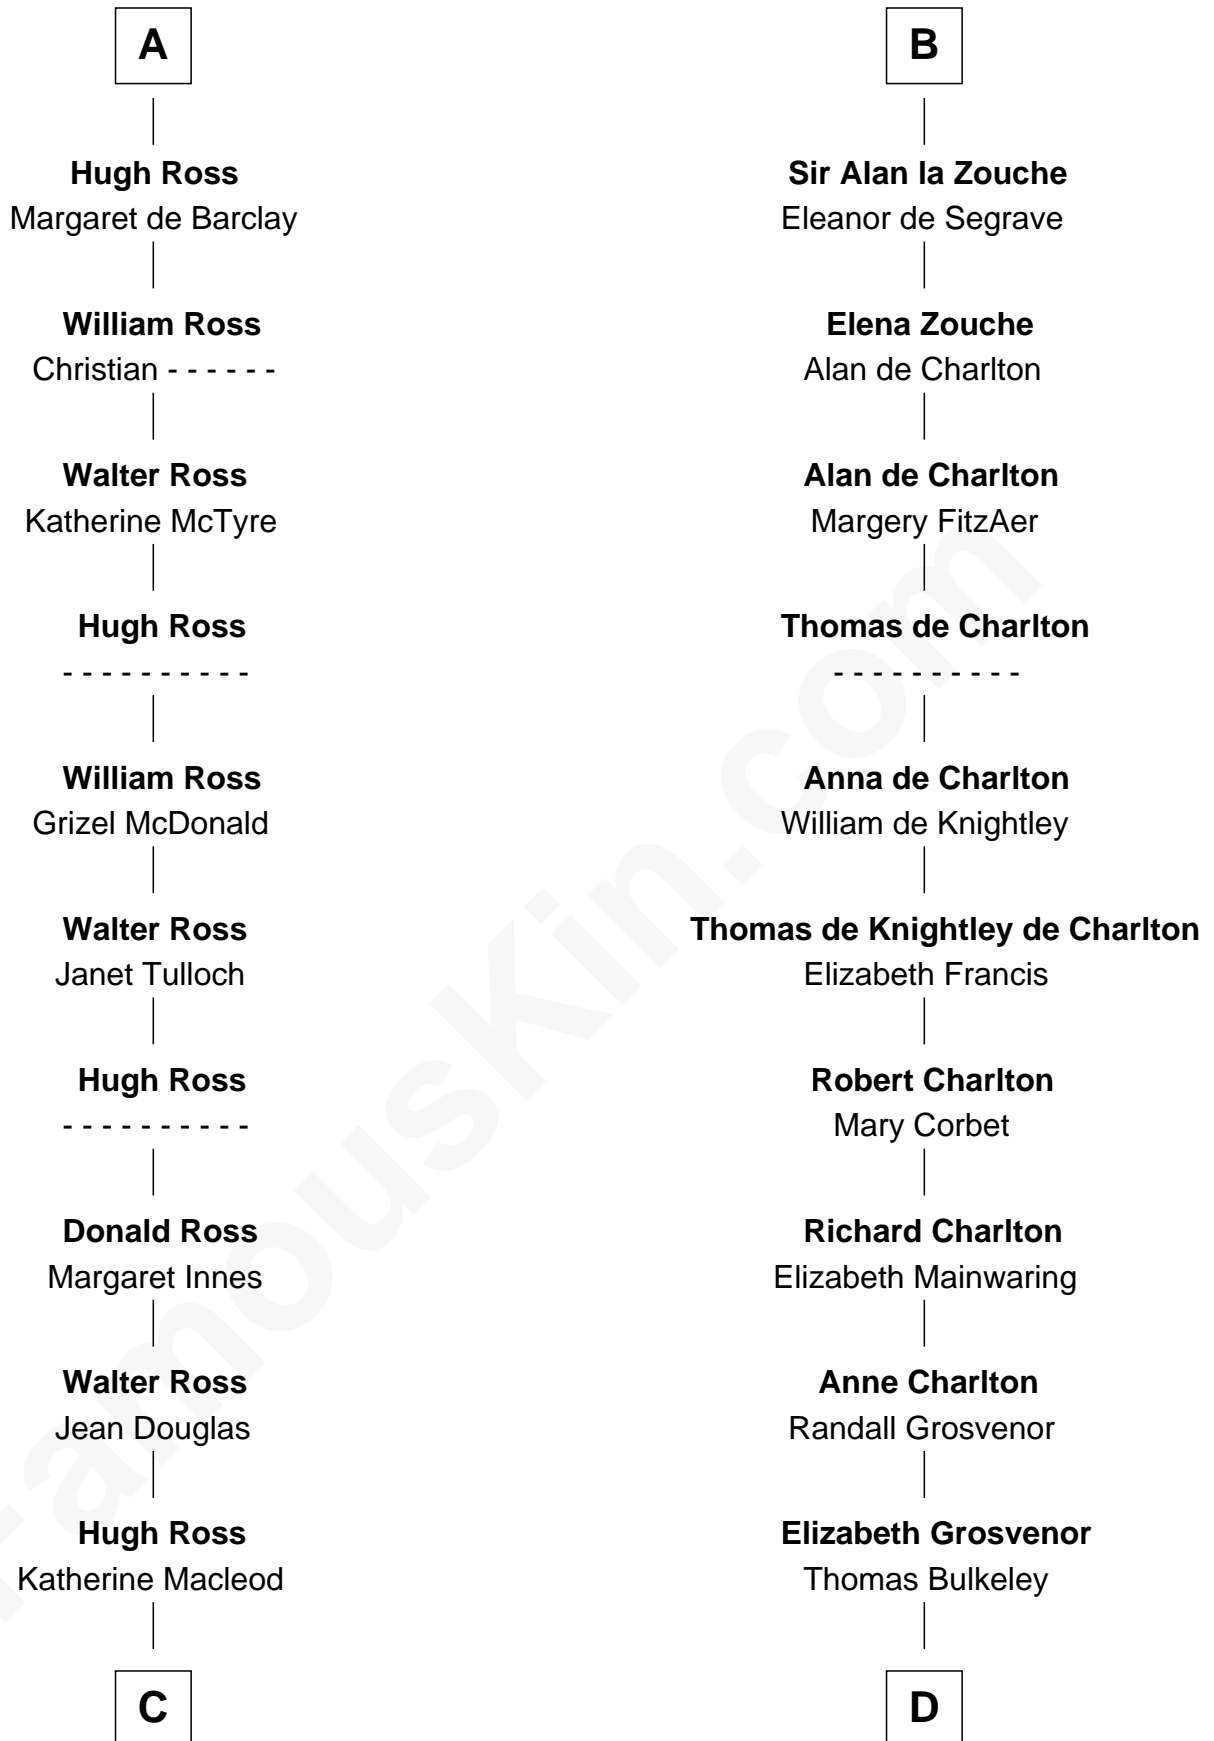 A
Hugh Ross
Margaret de Barclay
William Ross
Christian - - - - - -
Walter Ross
Katherine McTyre
Hugh Ross
- - - - - - - - - -
William Ross
Grizel McDonald
Walter Ross
Janet Tulloch
Hugh Ross
- - - - - - - - - -
Donald Ross
Margaret Innes
Walter Ross
Jean Douglas
Hugh Ross
Katherine Macleod
C
B
Sir Alan la Zouche
Eleanor de Segrave
Elena Zouche
Alan de Charlton
Alan de Charlton
Margery FitzAer
Thomas de Charlton
- - - - - - - - - -
Anna de Charlton
William de Knightley
Thomas de Knightley de Charlton
Elizabeth Francis
Robert Charlton
Mary Corbet
Richard Charlton
Elizabeth Mainwaring
Anne Charlton
Randall Grosvenor
Elizabeth Grosvenor
Thomas Bulkeley
D
FamousKin.com